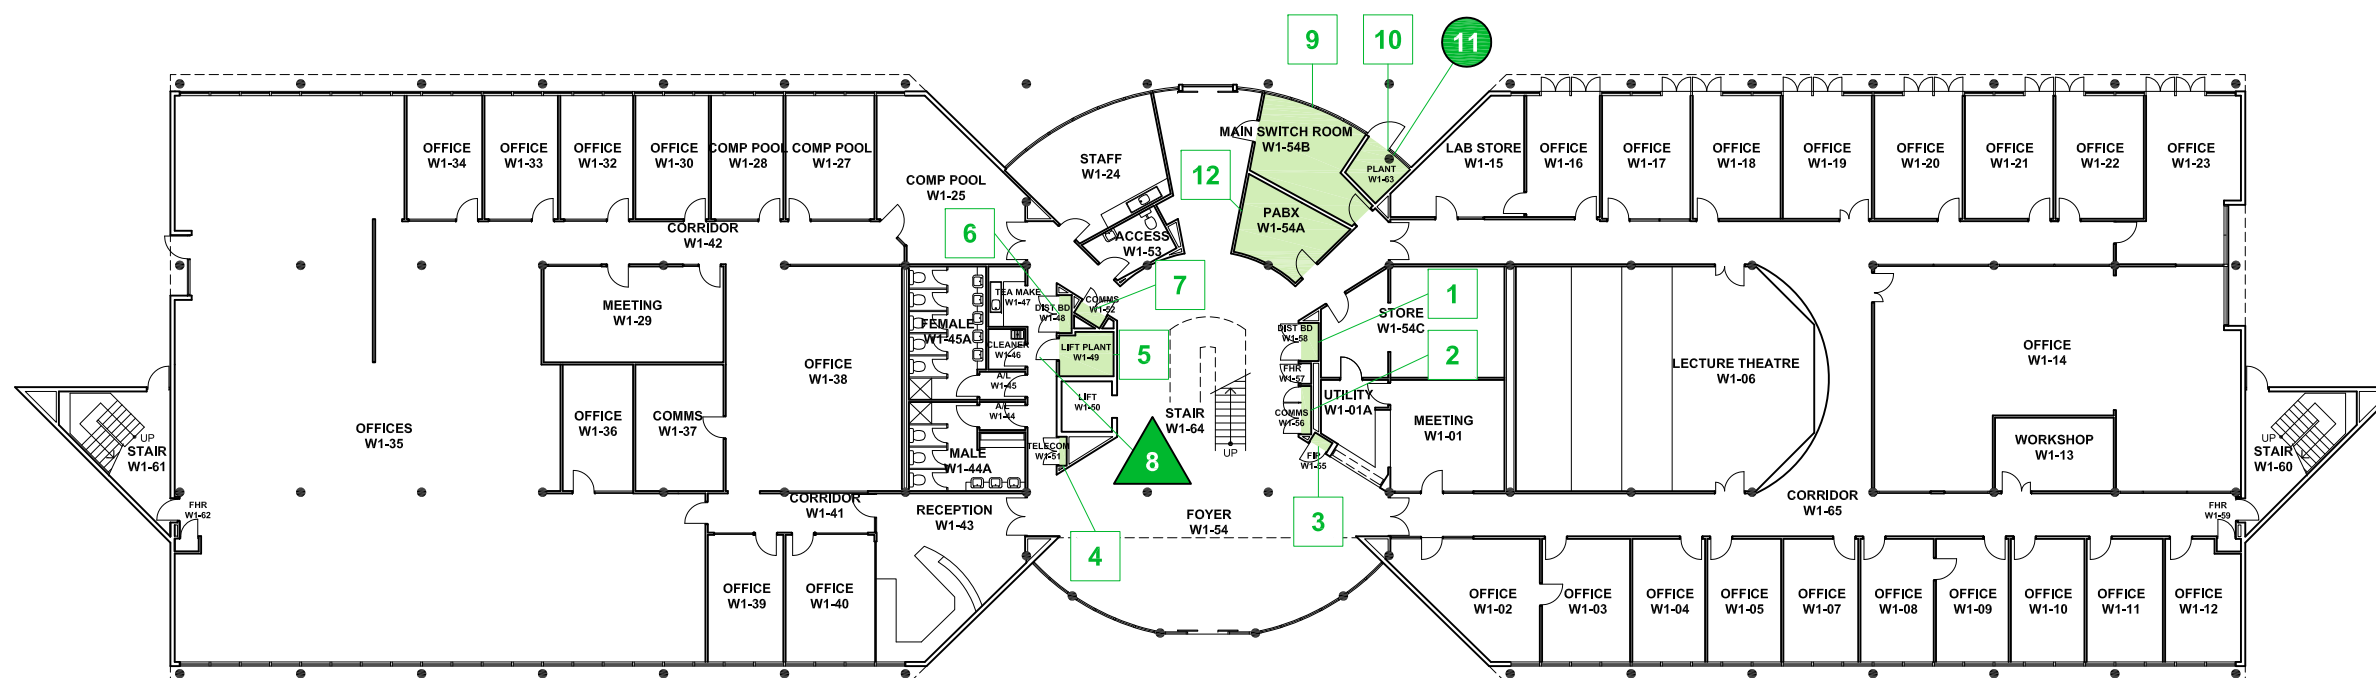 9
10
11
MAIN SWITCH ROOM
W1-54B
OFFICE
W1-34
OFFICE
W1-33
OFFICE
W1-32
OFFICE
W1-30
COMP POOL
W1-28
COMP POOL
W1-27
STAFF
W1-24
LAB STORE
W1-15
OFFICE
W1-16
OFFICE
W1-17
OFFICE
W1-18
OFFICE
W1-19
OFFICE
W1-20
OFFICE
W1-21
OFFICE
W1-22
OFFICE
W1-23
PLANT
W1-63
12
COMP POOL
W1-25
PABX
W1-54A
CORRIDOR
W1-42
6
ACCESS
W1-53
7
1
MEETING
W1-29
TEA MAKE
W1-47
DIST BD
W1-48
COMMS
W1-52
FEMALE
W1-45A
CLEANER
W1-46
LIFT PLANT
W1-49
5
DIST BD
W1-58
STORE
W1-54C
2
OFFICE
W1-38
A/L
W1-45
FHR
W1-57
LECTURE THEATRE
W1-06
OFFICE
W1-14
LIFT
W1-50
UTILITY
W1-01A
A/L
W1-44
STAIR
W1-64
COMMS
W1-56
OFFICES
W1-35
OFFICE
W1-36
COMMS
W1-37
MEETING
W1-01
UP
STAIR
W1-61
MALE
W1-44A
TELECOM
W1-51
8
UP
FIP
W1-55
WORKSHOP
W1-13
UP
STAIR
W1-60
FHR
W1-62
CORRIDOR
W1-41
RECEPTION
W1-43
FOYER
W1-54
3
CORRIDOR
W1-65
FHR
W1-59
4
OFFICE
W1-39
OFFICE
W1-40
OFFICE
W1-02
OFFICE
W1-03
OFFICE
W1-04
OFFICE
W1-05
OFFICE
W1-07
OFFICE
W1-08
OFFICE
W1-09
OFFICE
W1-10
OFFICE
W1-11
OFFICE
W1-12